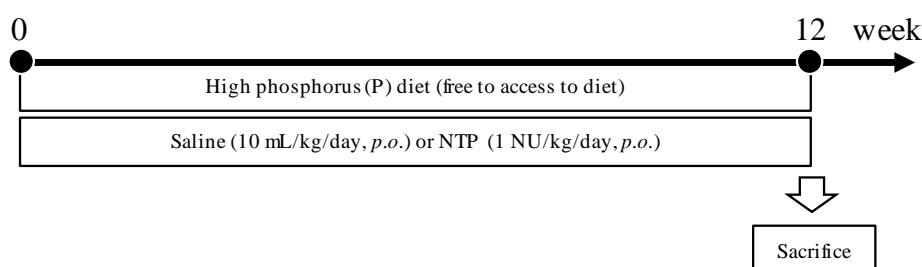 0 12 week
High phosphorus (P) diet (free to access to diet)
Saline (10 mL/kg/day, p.o.) or NTP (1 NU/kg/day, p.o.)
Sacrifice